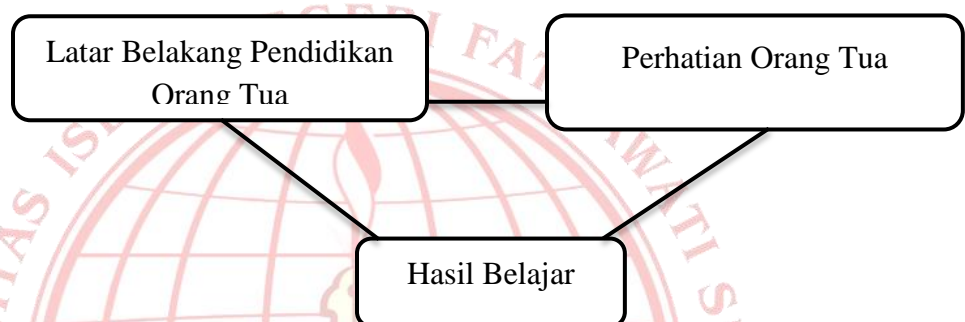 Latar Belakang Pendidikan
Orang Tua
Perhatian Orang Tua
Hasil Belajar